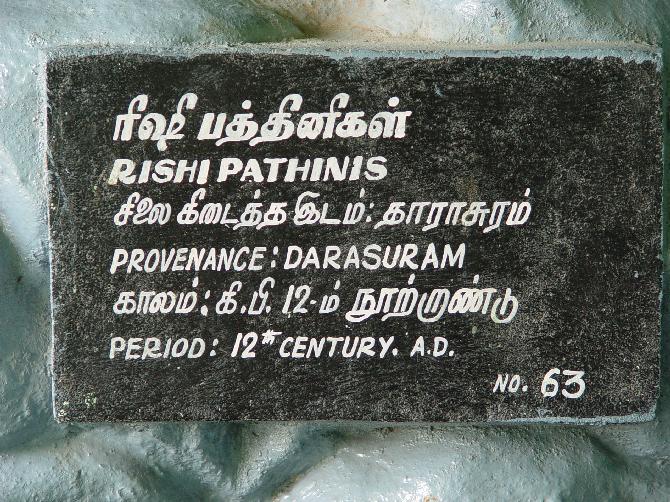 ரிஷி பத்தினிகள்
RISHI PATHINIS
சிலை கிடைத்த இடம்: தாராசுரம்
PROVENANCE: DARASURAM
காலம்: கி.பி. 12-ம் நூற்றுண்டு
PERIOD: 12th CENTURY. A.D.
NO. 63